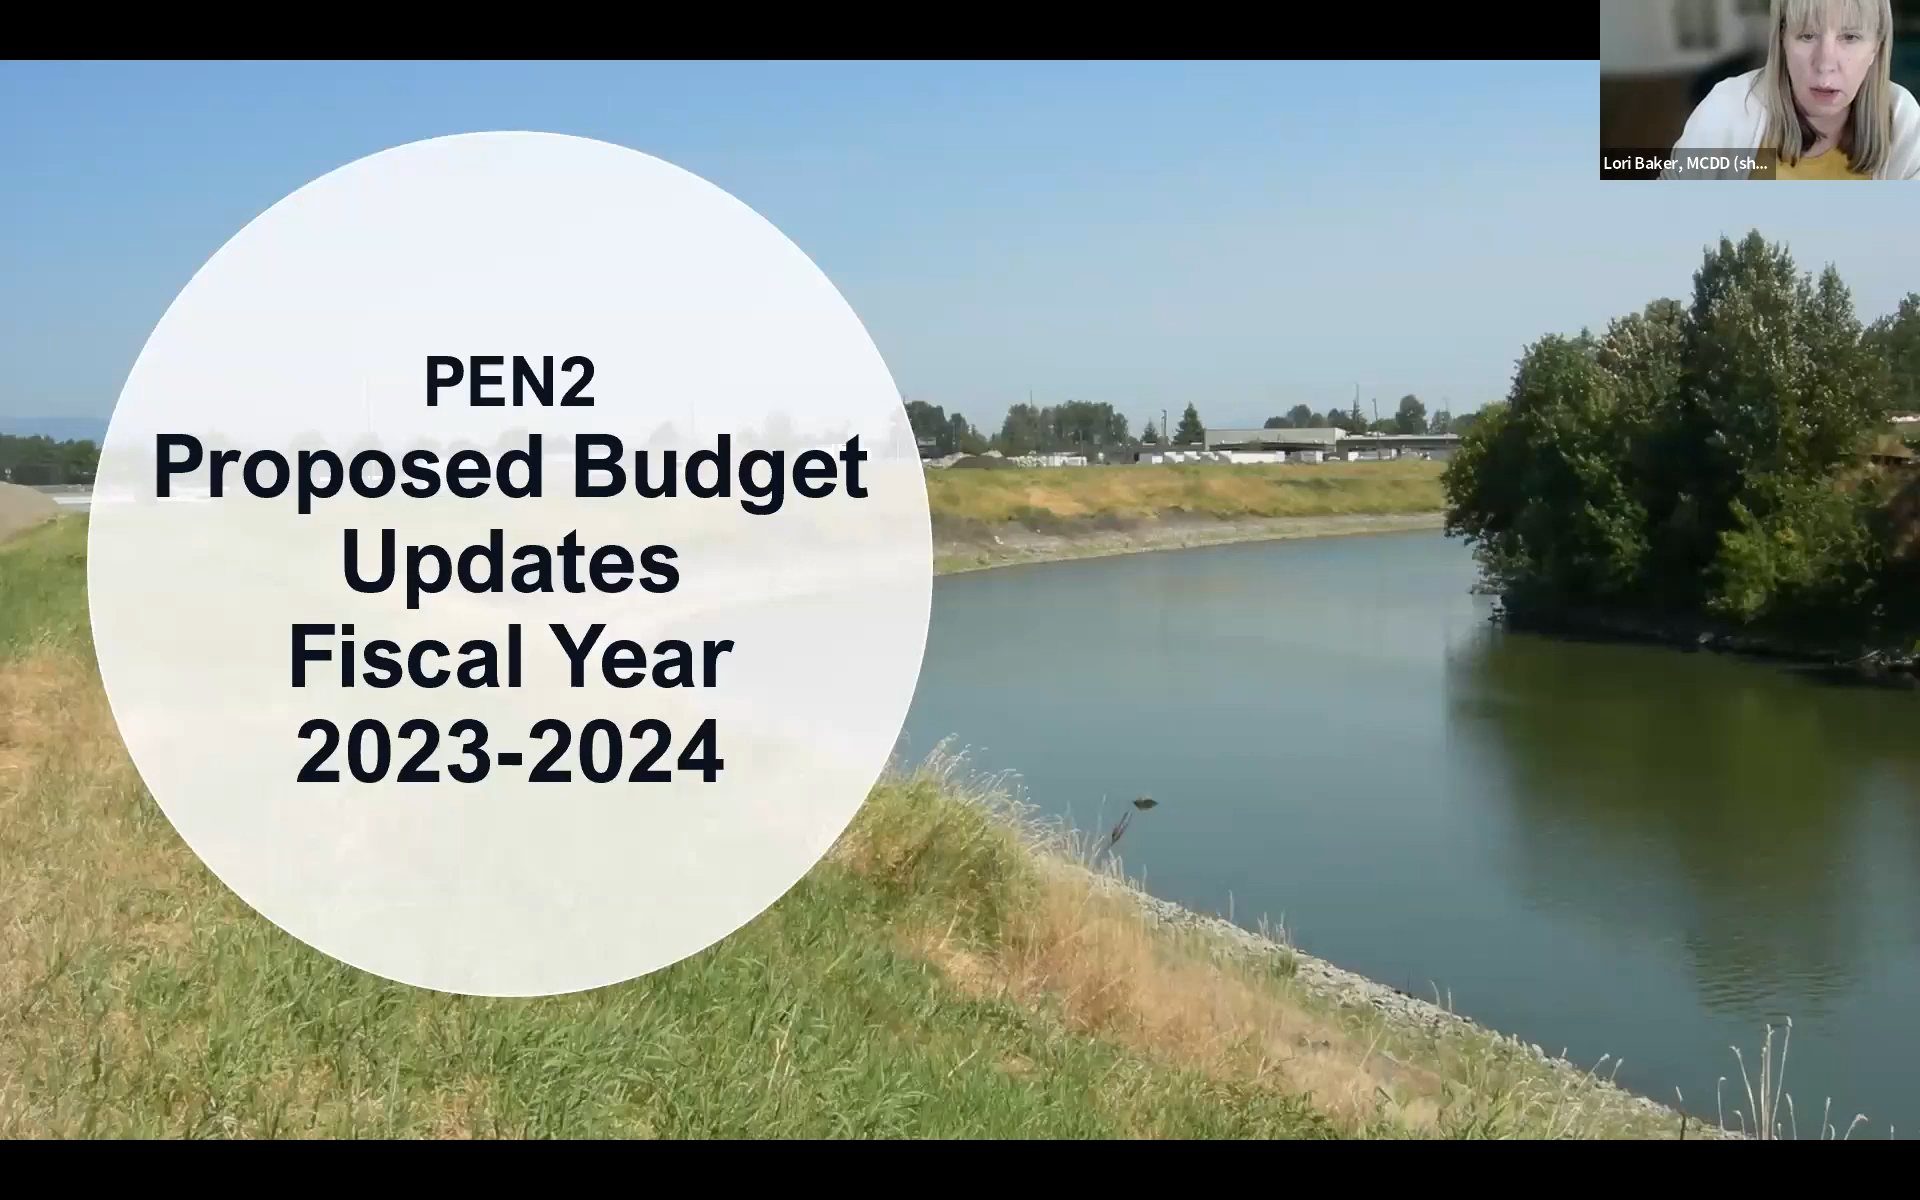 Lori Baker, MCDD (sh...
PEN2
Proposed Budget
Updates
Fiscal Year
2023-2024